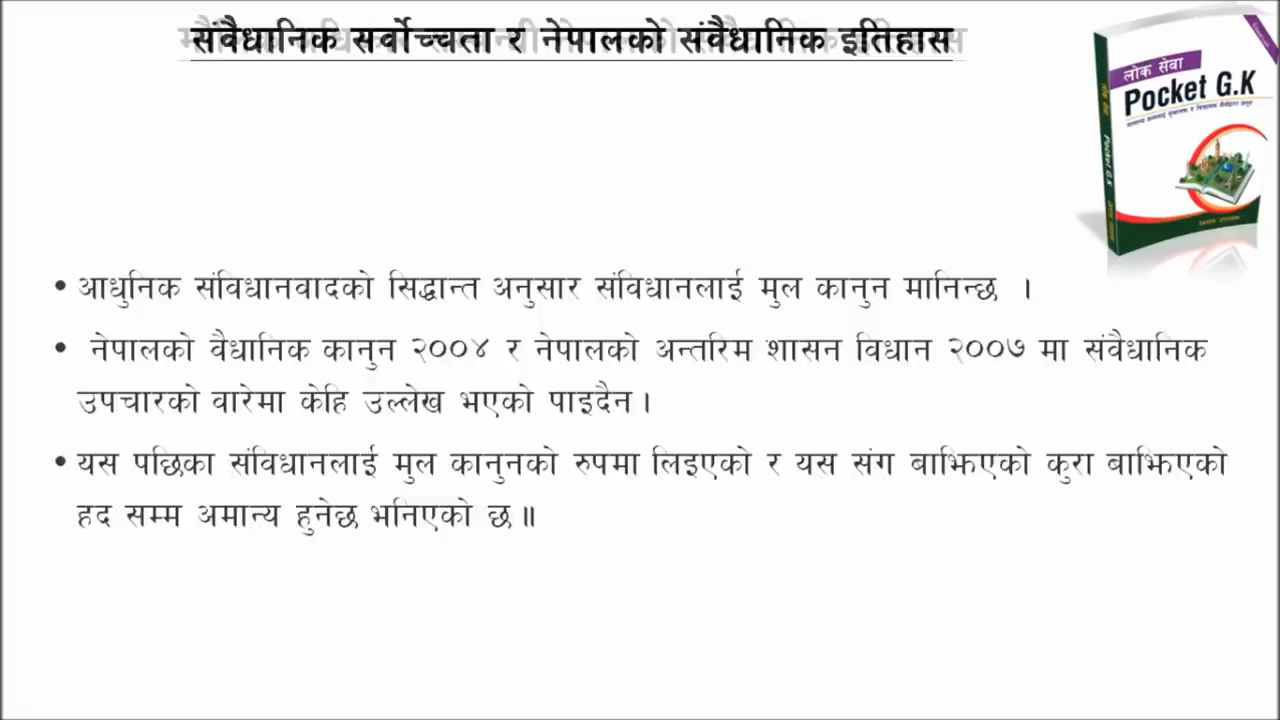 संवैधानिक सर्वोच्चता र नेपालको संवैधानिक इतिहास
लोक सेवा
Pocket G.K
Pocket G.K
• आधुनिक संविधानवादको सिद्धान्त अनुसार संविधानलाई मुल कानुन मानिन्छ ।
• नेपालको वैधानिक कानुन २००४ र नेपालको अन्तरिम शासन विधान २००७ मा संवैधानिक
उपचारको वारेमा केहि उल्लेख भएको पाइदैन ।
• यस पछिका संविधानलाई मुल कानुनको रुपमा लिइएको र यस संग बाझिएको कुरा बाझिएको
हद सम्म अमान्य हुनेछ भनिएको छ ॥